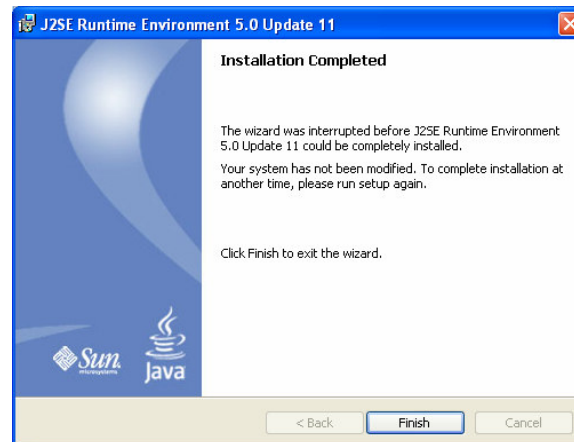 J2SE Runtime Environment 5.0 Update 11
Installation Completed
The wizard was interrupted before J2SE Runtime Environment
5.0 Update 11 could be completely installed.
Your system has not been modified. To complete installation at
another time, please run setup again.
Click Finish to exit the wizard.
Sun
microsystems
Java
< Back
Finish
Cancel